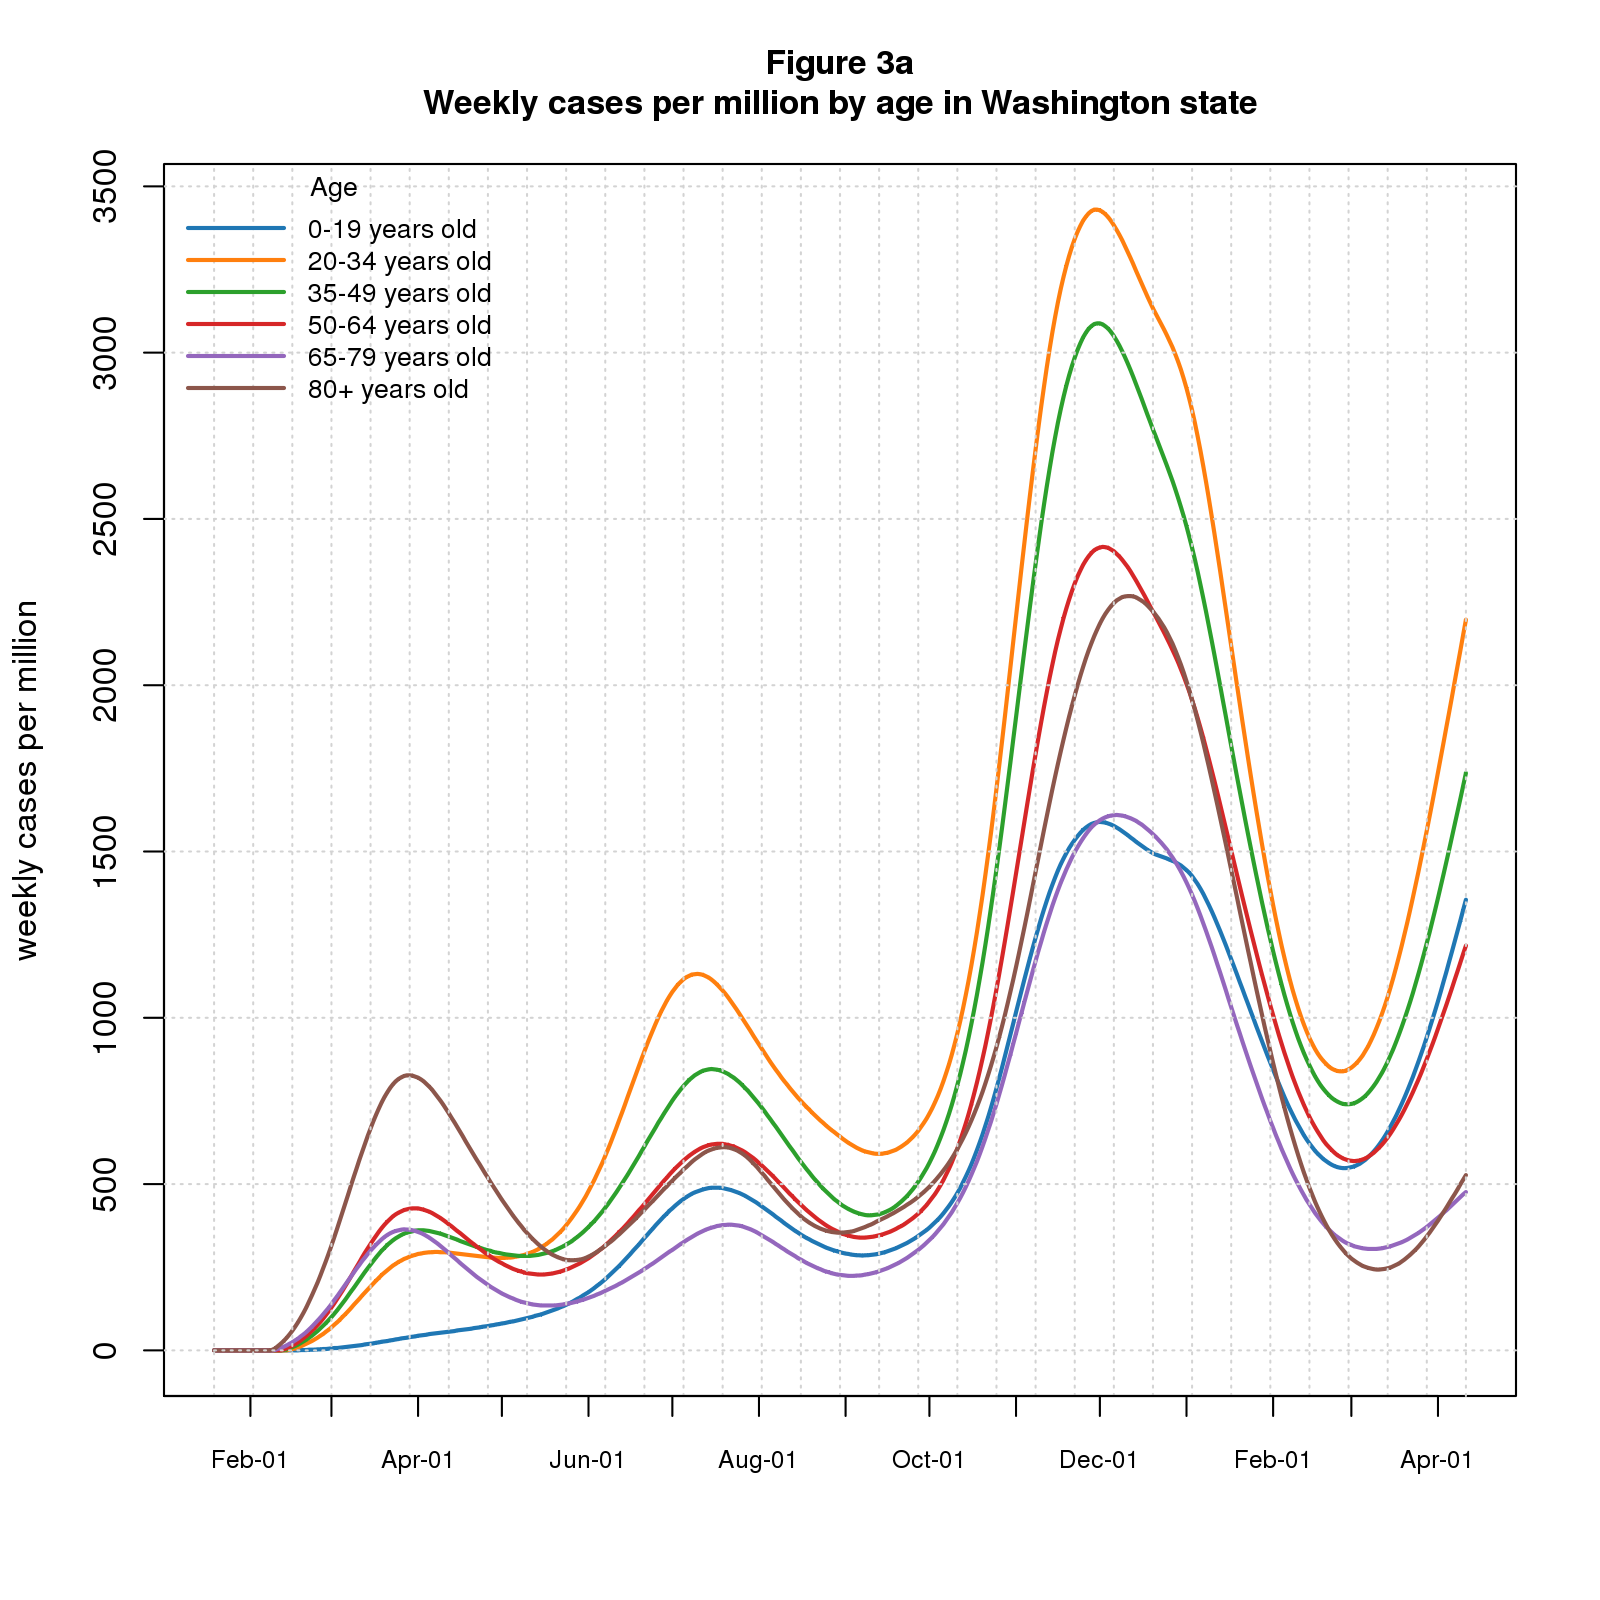 Figure 3a
Weekly cases per million by age in Washington state
Age
0-19 years old
20-34 years old
35-49 years old
50-64 years old
65-79 years old
80+ years old
3500
3000
2500
2000
1500
1000
500
0
weekly cases per million
Feb-01 Apr-01 Jun-01 Aug-01 Oct-01 Dec-01 Feb-01 Apr-01